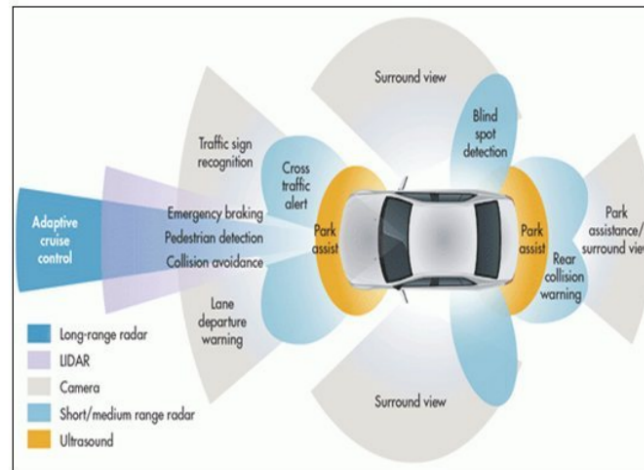 Surround view
Blind
spot
detection
Traffic sign
recognition
Cross
traffic
alert
Adaptive
cruise
control
Emergency braking
Pedestrian detection
Collision avoidance
Park
assist
Park
assist
Park
assistance/
surround view
Rear
collision
warning
Lane
departure
warning
Surround view
Long-range radar
LIDAR
Camera
Short/medium range radar
Ultrasound